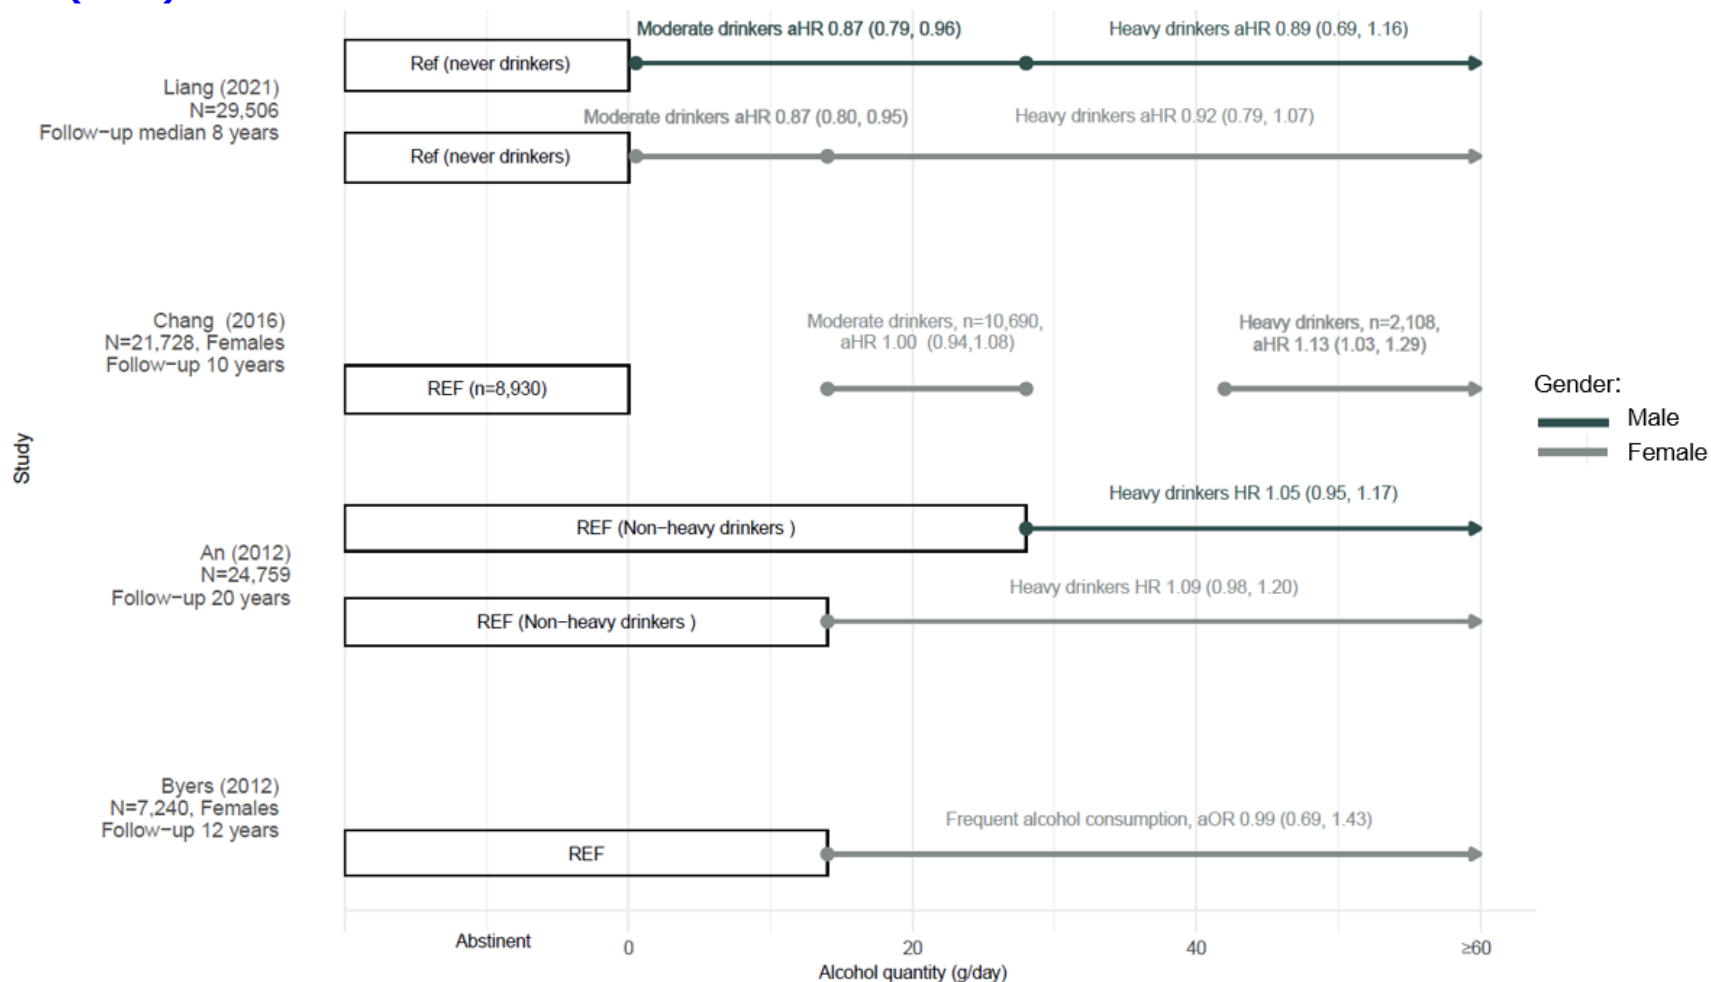 Moderate drinkers aHR 0.87 (0.79, 0.96)
Heavy drinkers aHR 0.89 (0.69, 1.16)
Ref (never drinkers)
Liang (2021)
N=29,506
Follow−up median 8 years
Moderate drinkers aHR 0.87 (0.80, 0.95)
Heavy drinkers aHR 0.92 (0.79, 1.07)
Ref (never drinkers)
Chang (2016)
N=21,728, Females
Follow−up 10 years
Moderate drinkers, n=10,690,
aHR 1.00 (0.94,1.08)
Heavy drinkers, n=2,108,
aHR 1.13 (1.03, 1.29)
REF (n=8,930)
Gender:
Male
Female
Study
Heavy drinkers HR 1.05 (0.95, 1.17)
REF (Non−heavy drinkers )
An (2012)
N=24,759
Follow−up 20 years
Heavy drinkers HR 1.09 (0.98, 1.20)
REF (Non−heavy drinkers )
Byers (2012)
N=7,240, Females
Follow−up 12 years
Frequent alcohol consumption, aOR 0.99 (0.69, 1.43)
REF
Abstinent
0
20
40
≥60
Alcohol quantity (g/day)